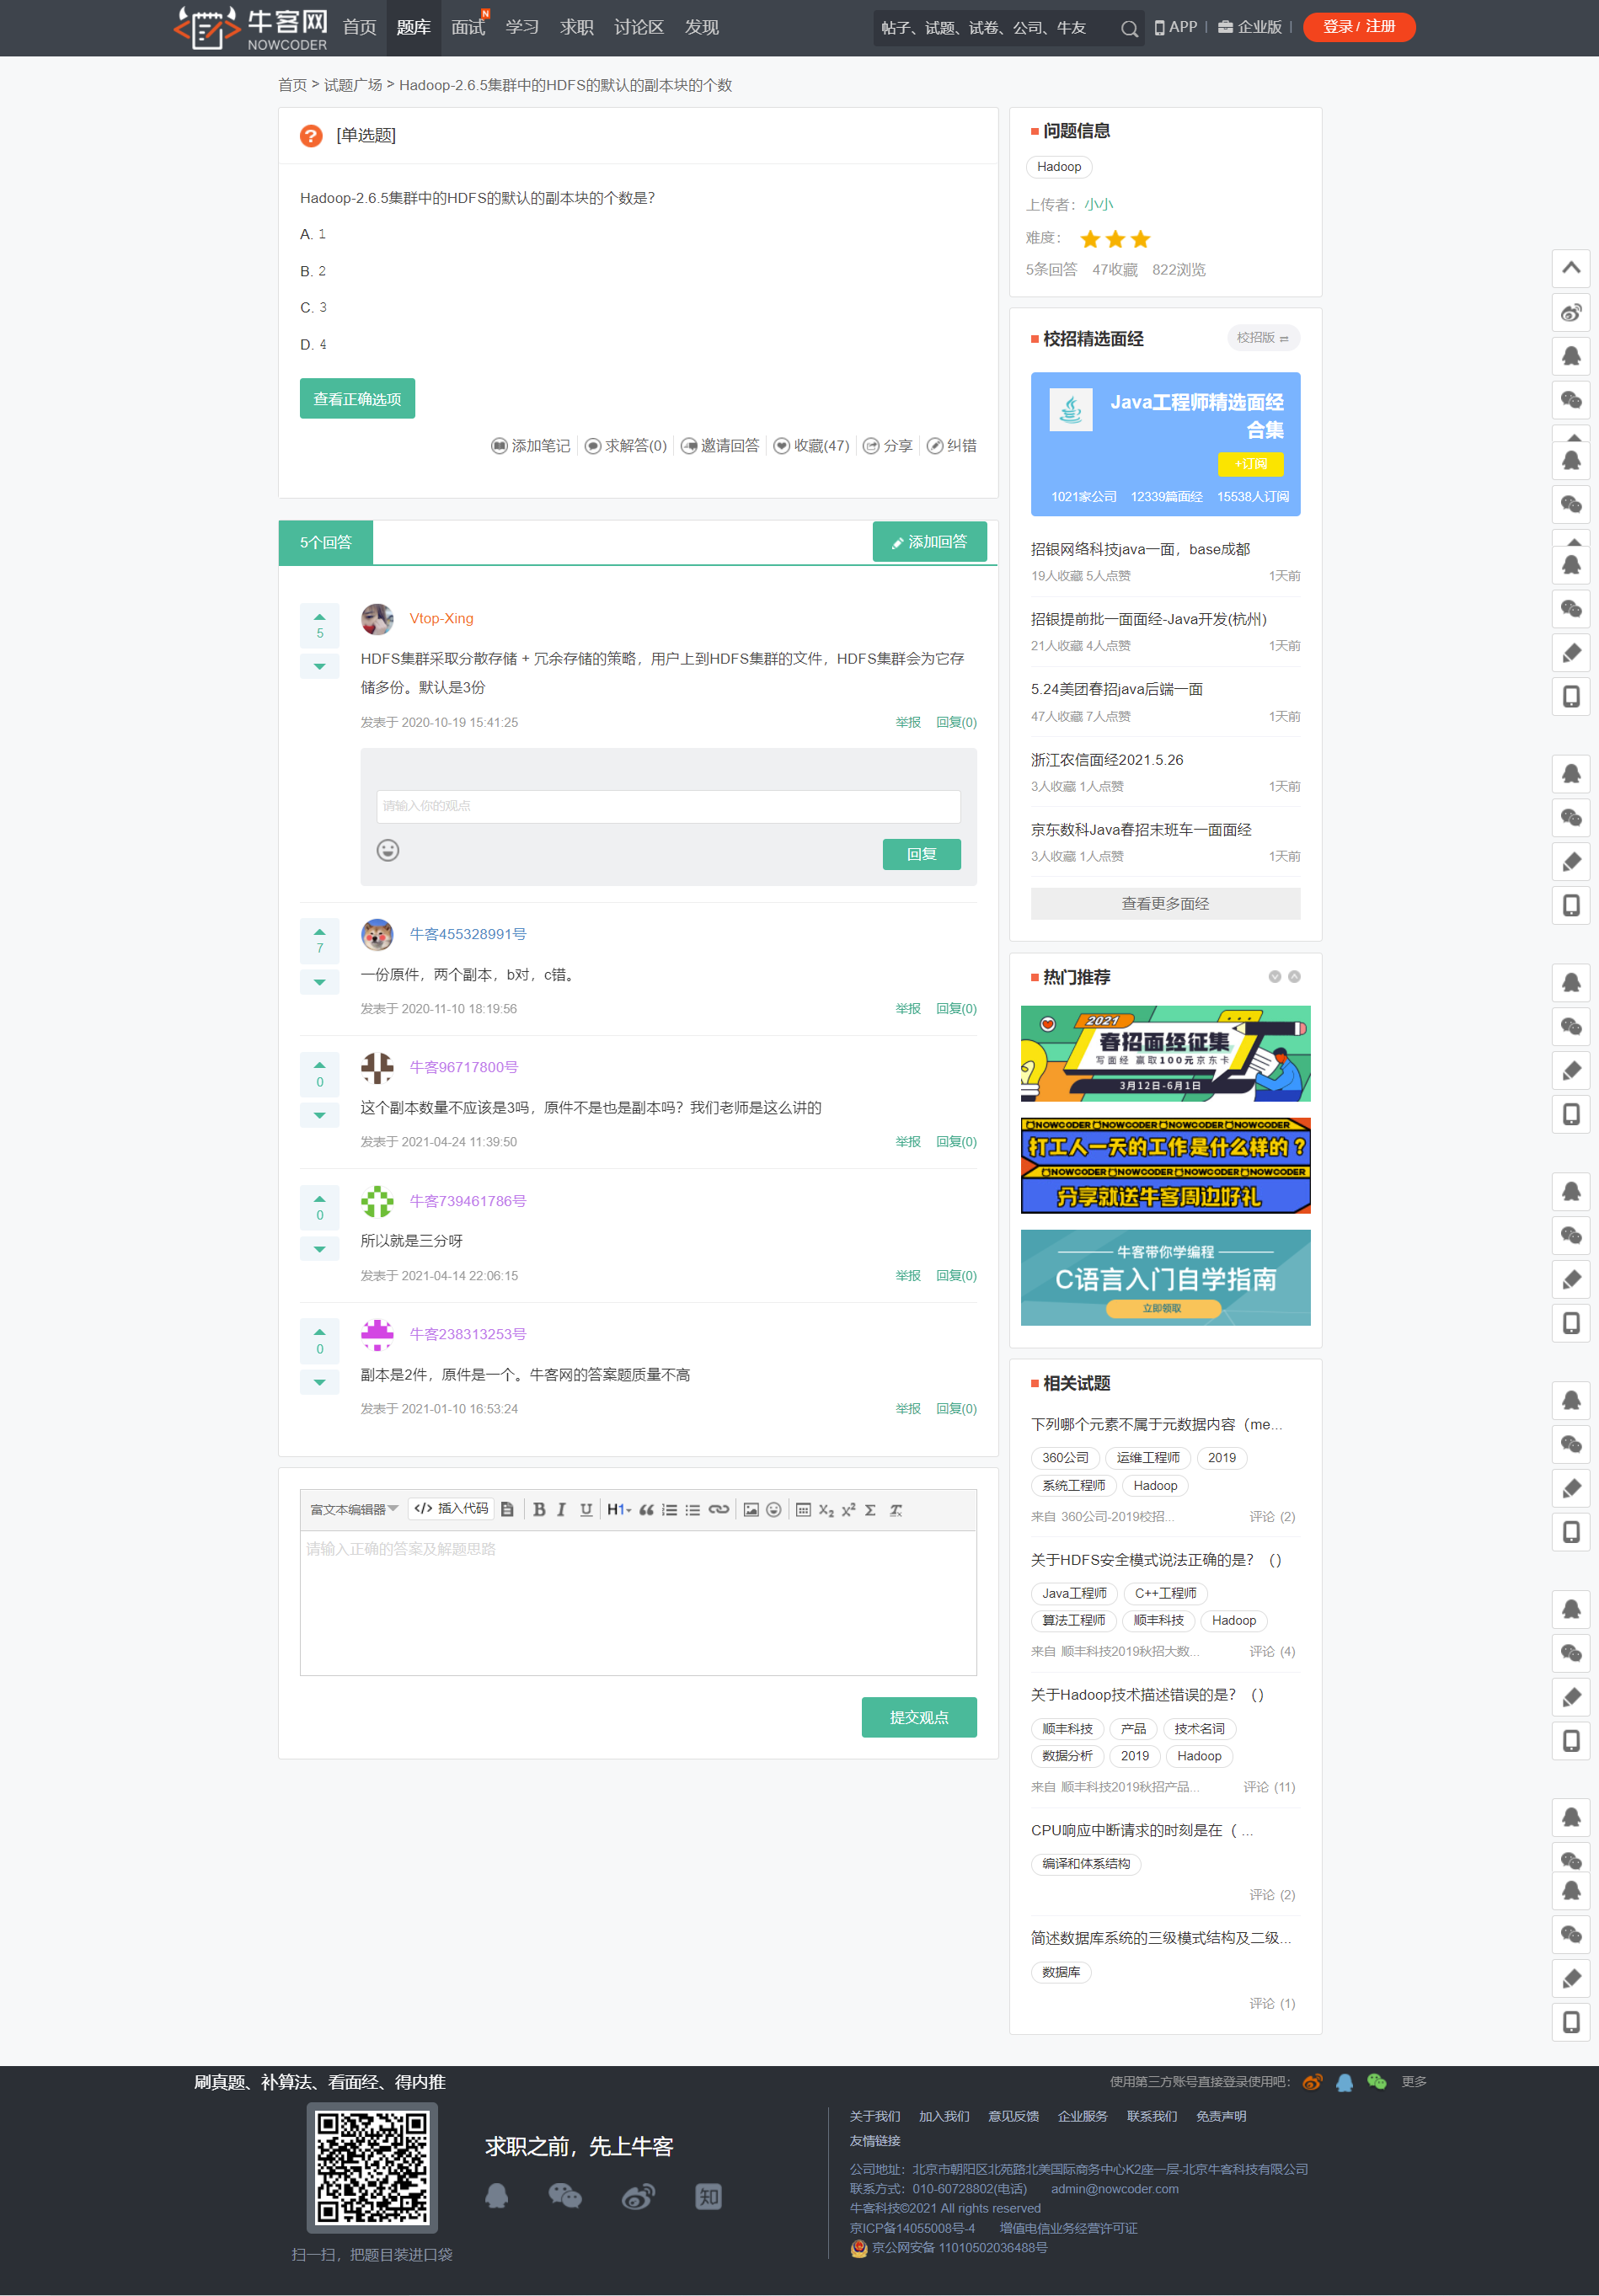 牛客网
NOWCODER
首页 题库 面试 N 学习 求职 讨论区 发现
帖子、试题、试卷、公司、牛友
APP 企业版 登录 / 注册
首页 > 试题广场 > Hadoop-2.6.5集群中的HDFS的默认的副本块的个数
[单选题]
Hadoop-2.6.5集群中的HDFS的默认的副本块的个数是?
A. 1
B. 2
C. 3
D. 4
查看正确选项
添加笔记 求解答(0) 邀请回答 收藏(47) 分享 纠错
5个回答
添加回答
5
Vtop-Xing
HDFS集群采取分散存储 + 冗余存储的策略，用户上到HDFS集群的文件，HDFS集群会为它存
储多份。默认是3份
发表于 2020-10-19 15:41:25
举报 回复(0)
请输入你的观点
回复
7
牛客455328991号
一份原件，两个副本，b对，c错。
发表于 2020-11-10 18:19:56
举报 回复(0)
0
牛客96717800号
这个副本数量不应该是3吗，原件不是也是副本吗？我们老师是这么讲的
发表于 2021-04-24 11:39:50
举报 回复(0)
0
牛客739461786号
所以就是三分呀
发表于 2021-04-14 22:06:15
举报 回复(0)
0
牛客238313253号
副本是2件，原件是一个。牛客网的答案题质量不高
发表于 2021-01-10 16:53:24
举报 回复(0)
富文本编辑器 </> 插入代码 B I U H1 X₂ X² Σ
请输入正确的答案及解题思路
提交观点
问题信息
Hadoop
上传者：小小
难度：
5条回答 47收藏 822浏览
校招精选面经
校招版
Java工程师精选面经
合集
+订阅
1021家公司 12339篇面经 15538人订阅
招银网络科技java一面，base成都
19人收藏 5人点赞 1天前
招银提前批一面面经-Java开发(杭州)
21人收藏 4人点赞 1天前
5.24美团春招java后端一面
47人收藏 7人点赞 1天前
浙江农信面经2021.5.26
3人收藏 1人点赞 1天前
京东数科Java春招末班车一面面经
3人收藏 1人点赞 1天前
查看更多面经
热门推荐
2021
春招面经征集
写面经 赢取100元京东卡
3月12日-6月1日
NOWCODER NOWCODER NOWCODER NOWCODER
打工人一天的工作是什么样的？
NOWCODER NOWCODER NOWCODER NOWCODER
分享就送牛客周边好礼
牛客带你学编程
C语言入门自学指南
立即领取
相关试题
下列哪个元素不属于元数据内容（me...
360公司 运维工程师 2019
系统工程师 Hadoop
来自 360公司-2019校招... 评论 (2)
关于HDFS安全模式说法正确的是？（）
Java工程师 C++工程师
算法工程师 顺丰科技 Hadoop
来自 顺丰科技2019秋招大数... 评论 (4)
关于Hadoop技术描述错误的是？（）
顺丰科技 产品 技术名词
数据分析 2019 Hadoop
来自 顺丰科技2019秋招产品... 评论 (11)
CPU响应中断请求的时刻是在（ ...
编译和体系结构
评论 (2)
简述数据库系统的三级模式结构及二级...
数据库
评论 (1)
刷真题、补算法、看面经、得内推
扫一扫，把题目装进口袋
求职之前，先上牛客
知
使用第三方账号直接登录使用吧： 更多
关于我们 加入我们 意见反馈 企业服务 联系我们 免责声明
友情链接
公司地址：北京市朝阳区北苑路北美国际商务中心K2座一层-北京牛客科技有限公司
联系方式：010-60728802(电话) admin@nowcoder.com
牛客科技©2021 All rights reserved
京ICP备14055008号-4 增值电信业务经营许可证
京公网安备 11010502036488号